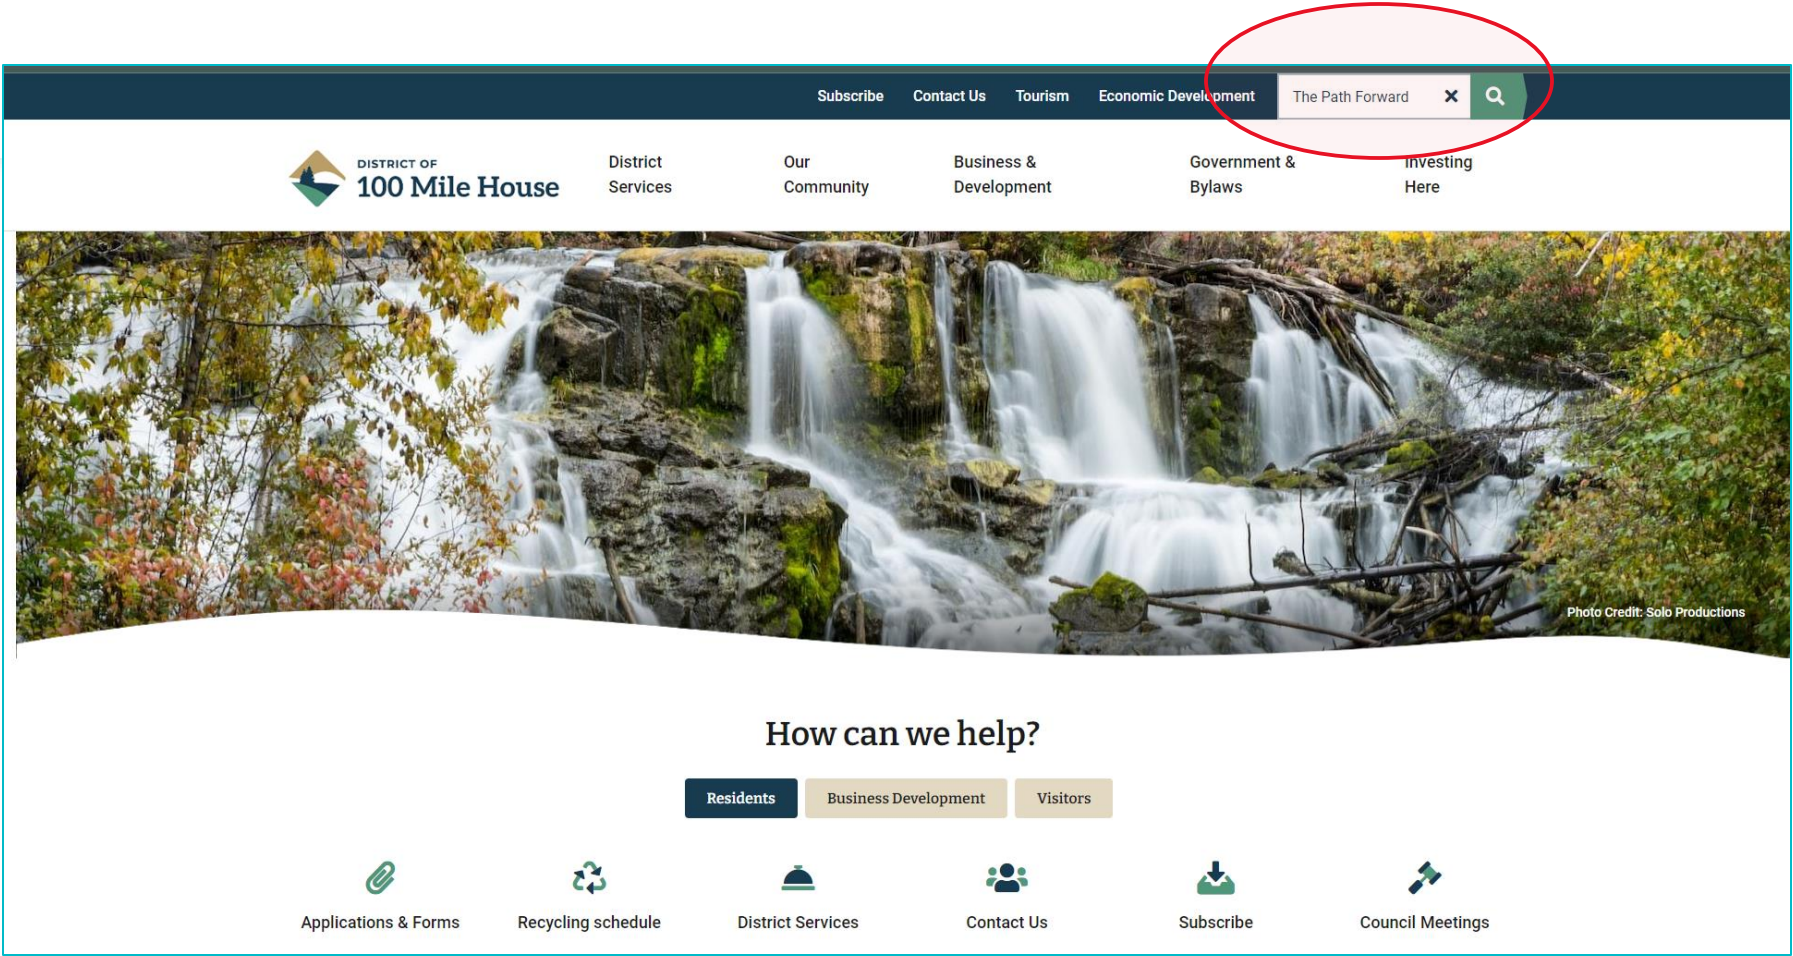 Subscribe Contact Us Tourism Economic Development The Path Forward
DISTRICT OF
100 Mile House
District
Services
Our
Community
Business &
Development
Government &
Bylaws
Investing
Here
Photo Credit: Solo Productions
How can we help?
Residents Business Development Visitors
Applications & Forms Recycling schedule District Services Contact Us Subscribe Council Meetings